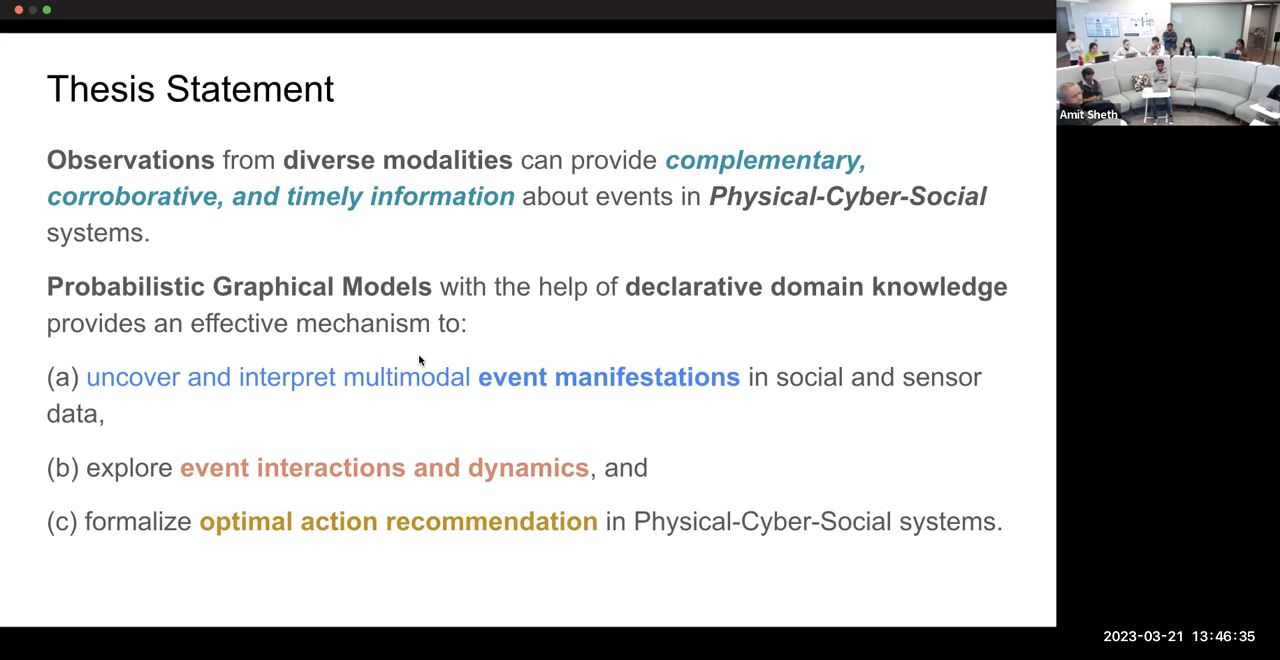 Thesis Statement
Observations from diverse modalities can provide complementary,
corroborative, and timely information about events in Physical-Cyber-Social
systems.
Probabilistic Graphical Models with the help of declarative domain knowledge
provides an effective mechanism to:
(a) uncover and interpret multimodal event manifestations in social and sensor
data,
(b) explore event interactions and dynamics, and
(c) formalize optimal action recommendation in Physical-Cyber-Social systems.
Amit Sheth
2023-03-21 13:46:35